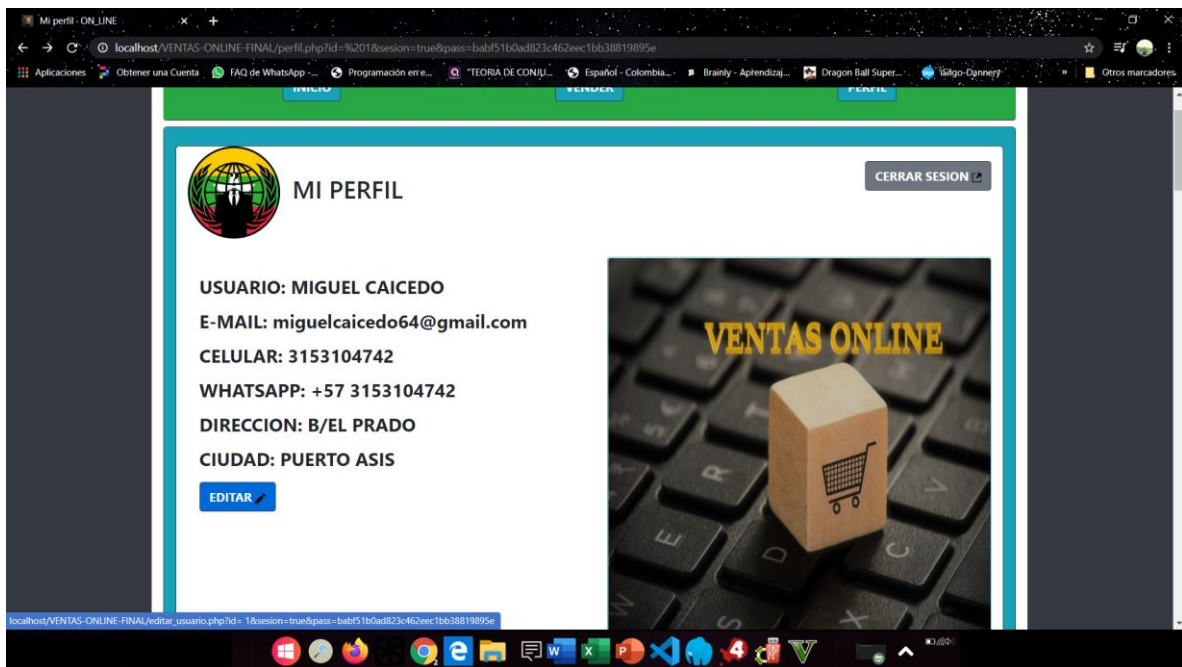 Mi perfil - ON_LINE
localhost/VENTAS-ONLINE-FINAL/perfil.php?id=%201&sesion=true&pass=babf51b0ad823c462eec1bb38819895e
Aplicaciones Obtener una Cuenta FAQ de WhatsApp -... Programación en e... "TEORIA DE CONJU... Español - Colombia... Brainly - Aprendizaj... Dragon Ball Super... » Otros marcadores
INICIO VENDER PERFIL
MI PERFIL
CERRAR SESION
USUARIO: MIGUEL CAICEDO
E-MAIL: miguelcaicedo64@gmail.com
CELULAR: 3153104742
WHATSAPP: +57 3153104742
DIRECCION: B/EL PRADO
CIUDAD: PUERTO ASIS
EDITAR
VENTAS ONLINE
localhost/VENTAS-ONLINE-FINAL/editar_usuario.php?id= 1&sesion=true&pass=babf51b0ad823c462eec1bb38819895e